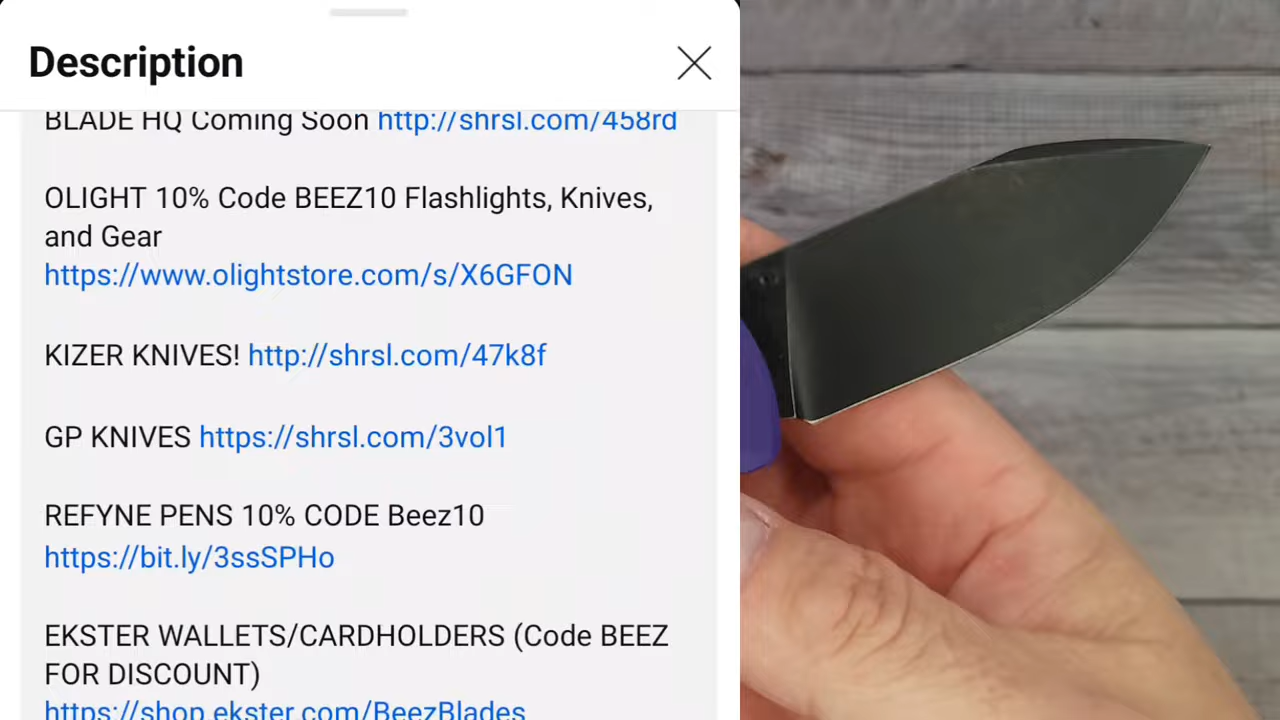 Description
BLADE HQ Coming Soon http://shrsl.com/458rd
OLIGHT 10% Code BEEZ10 Flashlights, Knives,
and Gear
https://www.olightstore.com/s/X6GFON
KIZER KNIVES! http://shrsl.com/47k8f
GP KNIVES https://shrsl.com/3vol1
REFYNE PENS 10% CODE Beez10
https://bit.ly/3ssSPHo
EKSTER WALLETS/CARDHOLDERS (Code BEEZ
FOR DISCOUNT)
https://shop.ekster.com/BeezBlades